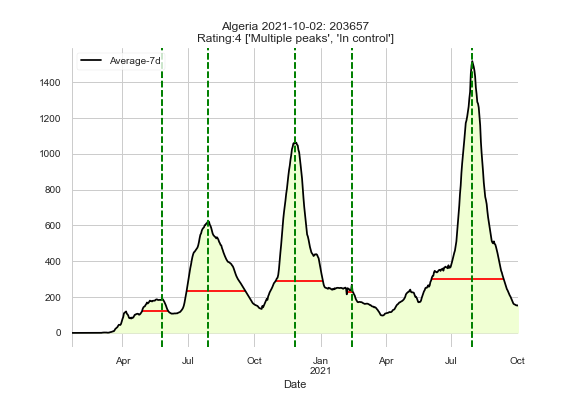 Algeria 2021-10-02: 203657
Rating:4 ['Multiple peaks', 'In control']
Average-7d
1400
1200
1000
800
600
400
200
0
Apr
Jul
Oct
Jan
2021
Apr
Jul
Oct
Date